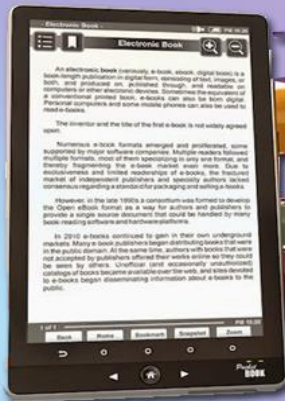 - Electronic Book -
PM 10:20
Electronic Book
An electronic book (variously, e-book, ebook, digital book) is a
book-length publication in digital form, consisting of text, images, or
both, and produced on, published through, and readable on
computers or other electronic devices. Sometimes the equivalent of
a conventional printed book, e-books can also be born digital.
Personal computers and some mobile phones can also be used to
read e-books.
The inventor and the title of the first e-book is not widely agreed
upon.
Numerous e-book formats emerged and proliferated, some
supported by major software companies. Multiple readers followed
multiple formats, most of them specializing in only one format, and
thereby fragmenting the e-book market even more. Due to
exclusiveness and limited readerships of e-books, the fractured
market of independent publishers and specialty authors lacked
consensus regarding a standard for packaging and selling e-books.
However, in the late 1990s a consortium was formed to develop
the Open eBook format as a way for authors and publishers to
provide a single source document that could be handled by many
book-reading software and hardware platforms.
In 2010 e-books continued to gain in their own underground
markets. Many e-book publishers began distributing books that were
in the public domain. At the same time, authors with books that were
not accepted by publishers offered their works online so they could
be seen by others. Unofficial (and occasionally unauthorized)
catalogs of books became available over the web, and sites devoted
to e-books began disseminating information about e-books to the
public.
1 of 1
PM 10:20
Back Home Bookmark Snapshot Zoom
Pocket
BOOK